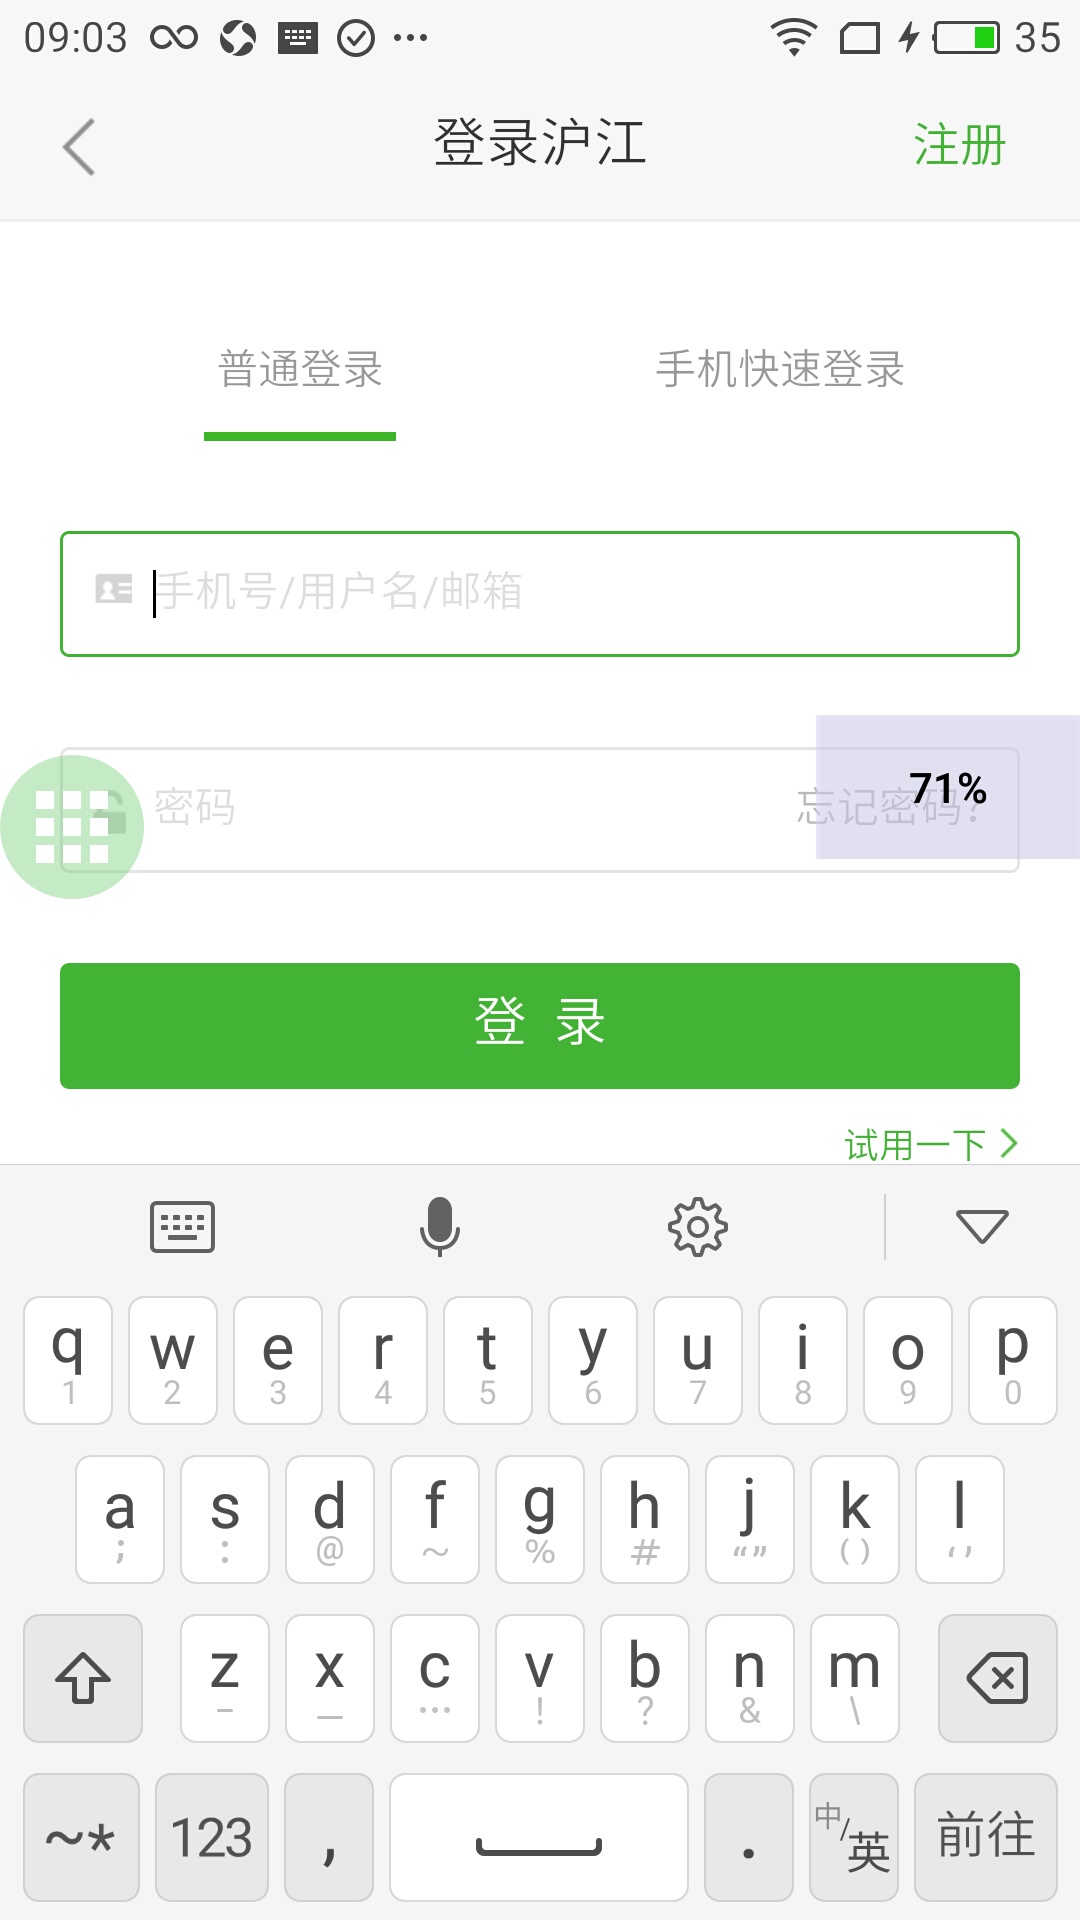 09:03 35
登录沪江 注册
普通登录 手机快速登录
手机号/用户名/邮箱
密码 忘记密码?
71%
登 录
试用一下
q w e r t y u i o p
1 2 3 4 5 6 7 8 9 0
a s d f g h j k l
; : @ ~ % # “” () ‘’
z x c v b n m
– — … ! ? & \
~* 123 , . 中/英 前往